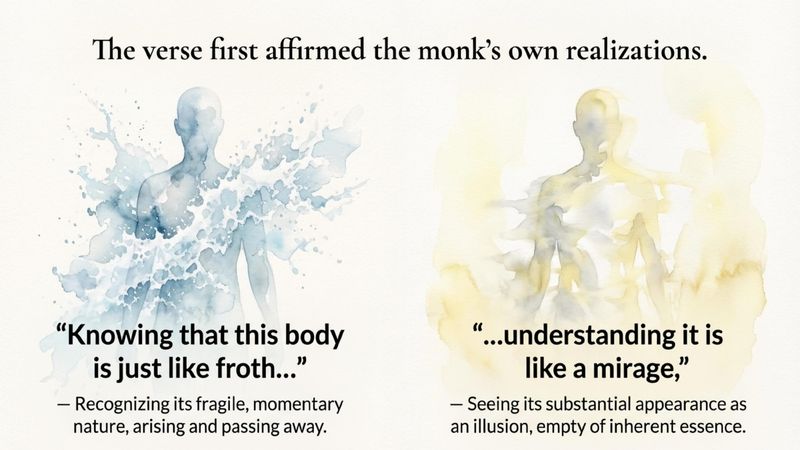 The verse first affirmed the monk’s own realizations.
“Knowing that this body
is just like froth...”
— Recognizing its fragile, momentary
nature, arising and passing away.
“...understanding it is
like a mirage,”
— Seeing its substantial appearance as
an illusion, empty of inherent essence.